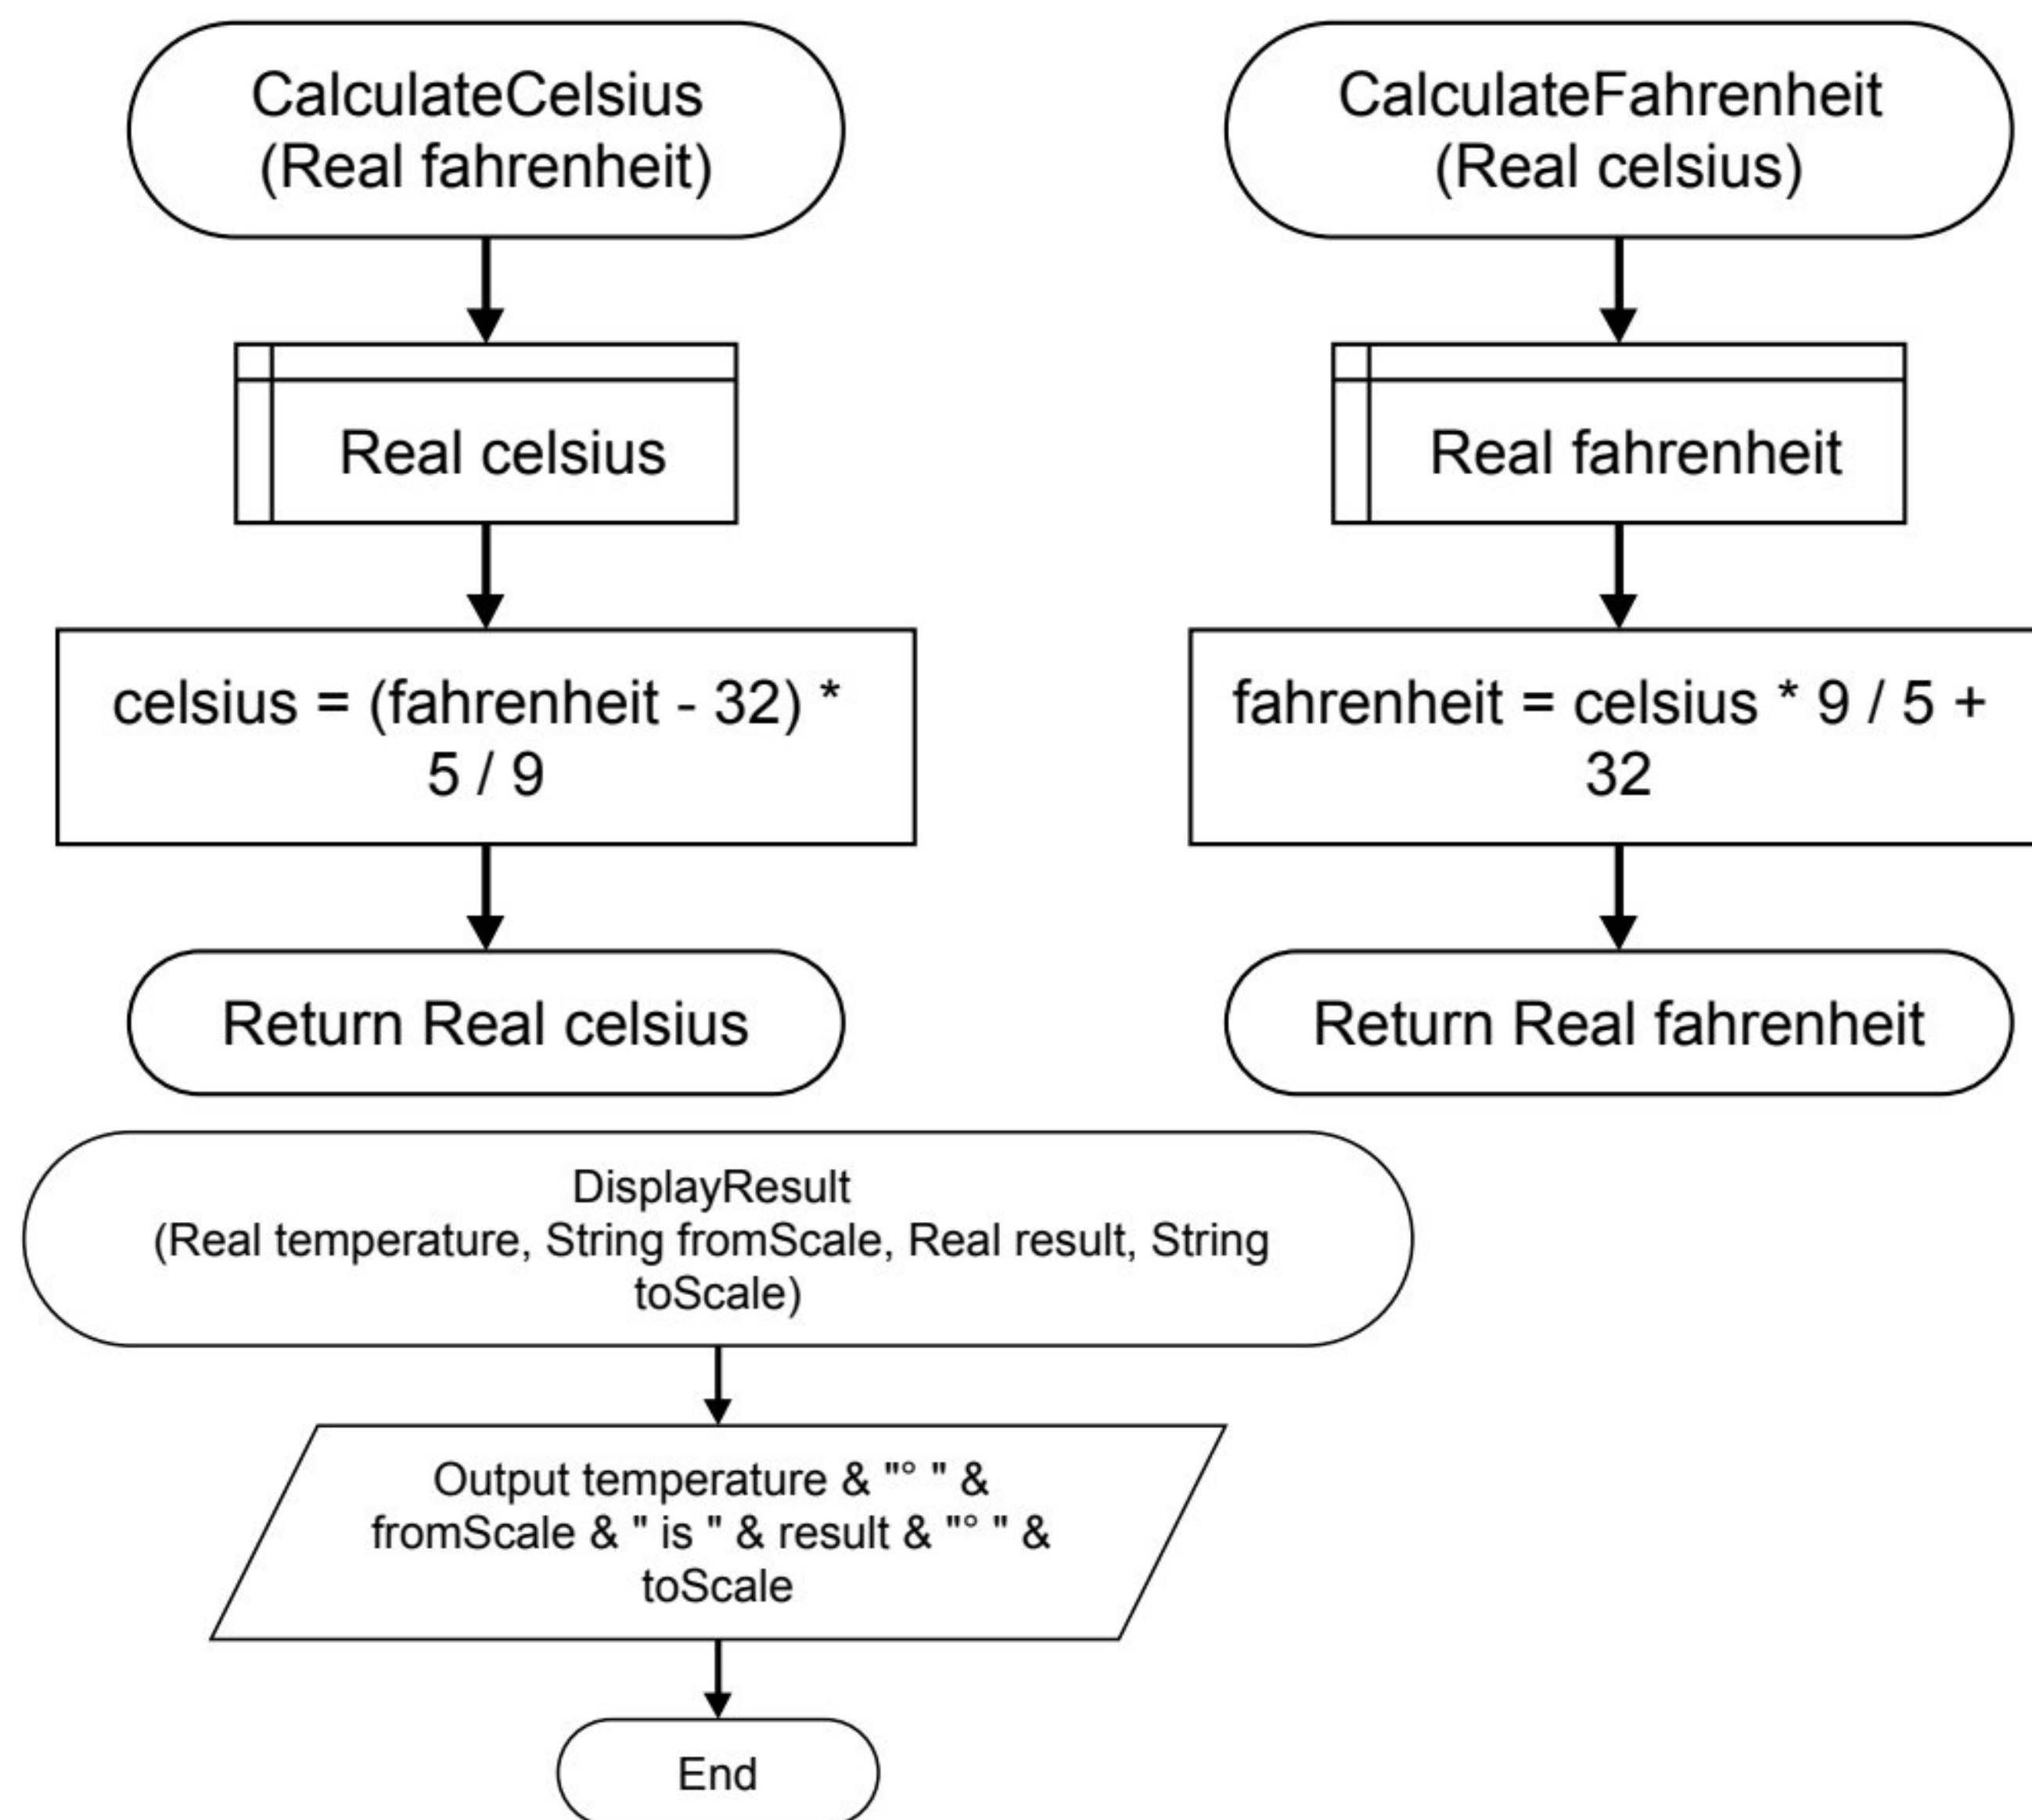 CalculateCelsius
(Real fahrenheit)
Real celsius
celsius = (fahrenheit - 32) *
5 / 9
Return Real celsius
CalculateFahrenheit
(Real celsius)
Real fahrenheit
fahrenheit = celsius * 9 / 5 +
32
Return Real fahrenheit
DisplayResult
(Real temperature, String fromScale, Real result, String
toScale)
Output temperature & "° " &
fromScale & " is " & result & "° " &
toScale
End